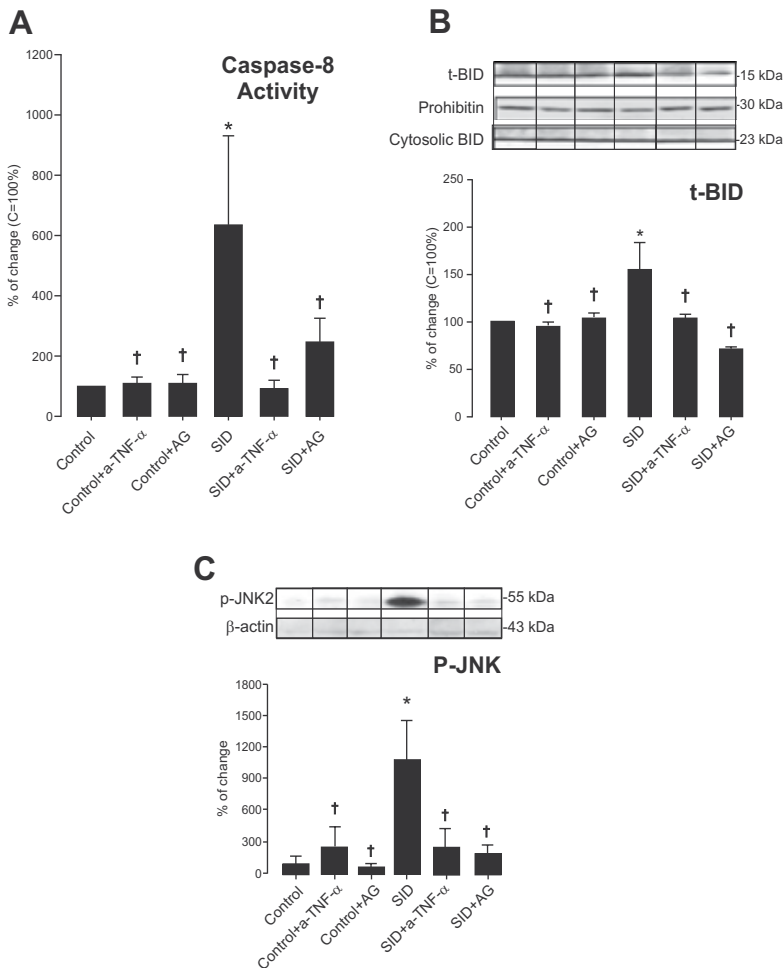 A
Caspase-8
Activity
% of change (C=100%)
1200
1000
800
600
400
200
0
*
†
†
†
†
Control
Control+a-TNF-α
Control+AG
SID
SID+a-TNF-α
SID+AG
B
t-BID
-15 kDa
Prohibitin
-30 kDa
Cytosolic BID
-23 kDa
t-BID
% of change (C=100%)
250
200
150
100
50
0
†
†
*
†
†
Control
Control+a-TNF-α
Control+AG
SID
SID+a-TNF-α
SID+AG
C
p-JNK2
-55 kDa
β-actin
-43 kDa
P-JNK
% of change
1800
1500
1200
900
600
300
0
†
†
*
†
†
Control
Control+a-TNF-α
Control+AG
SID
SID+a-TNF-α
SID+AG